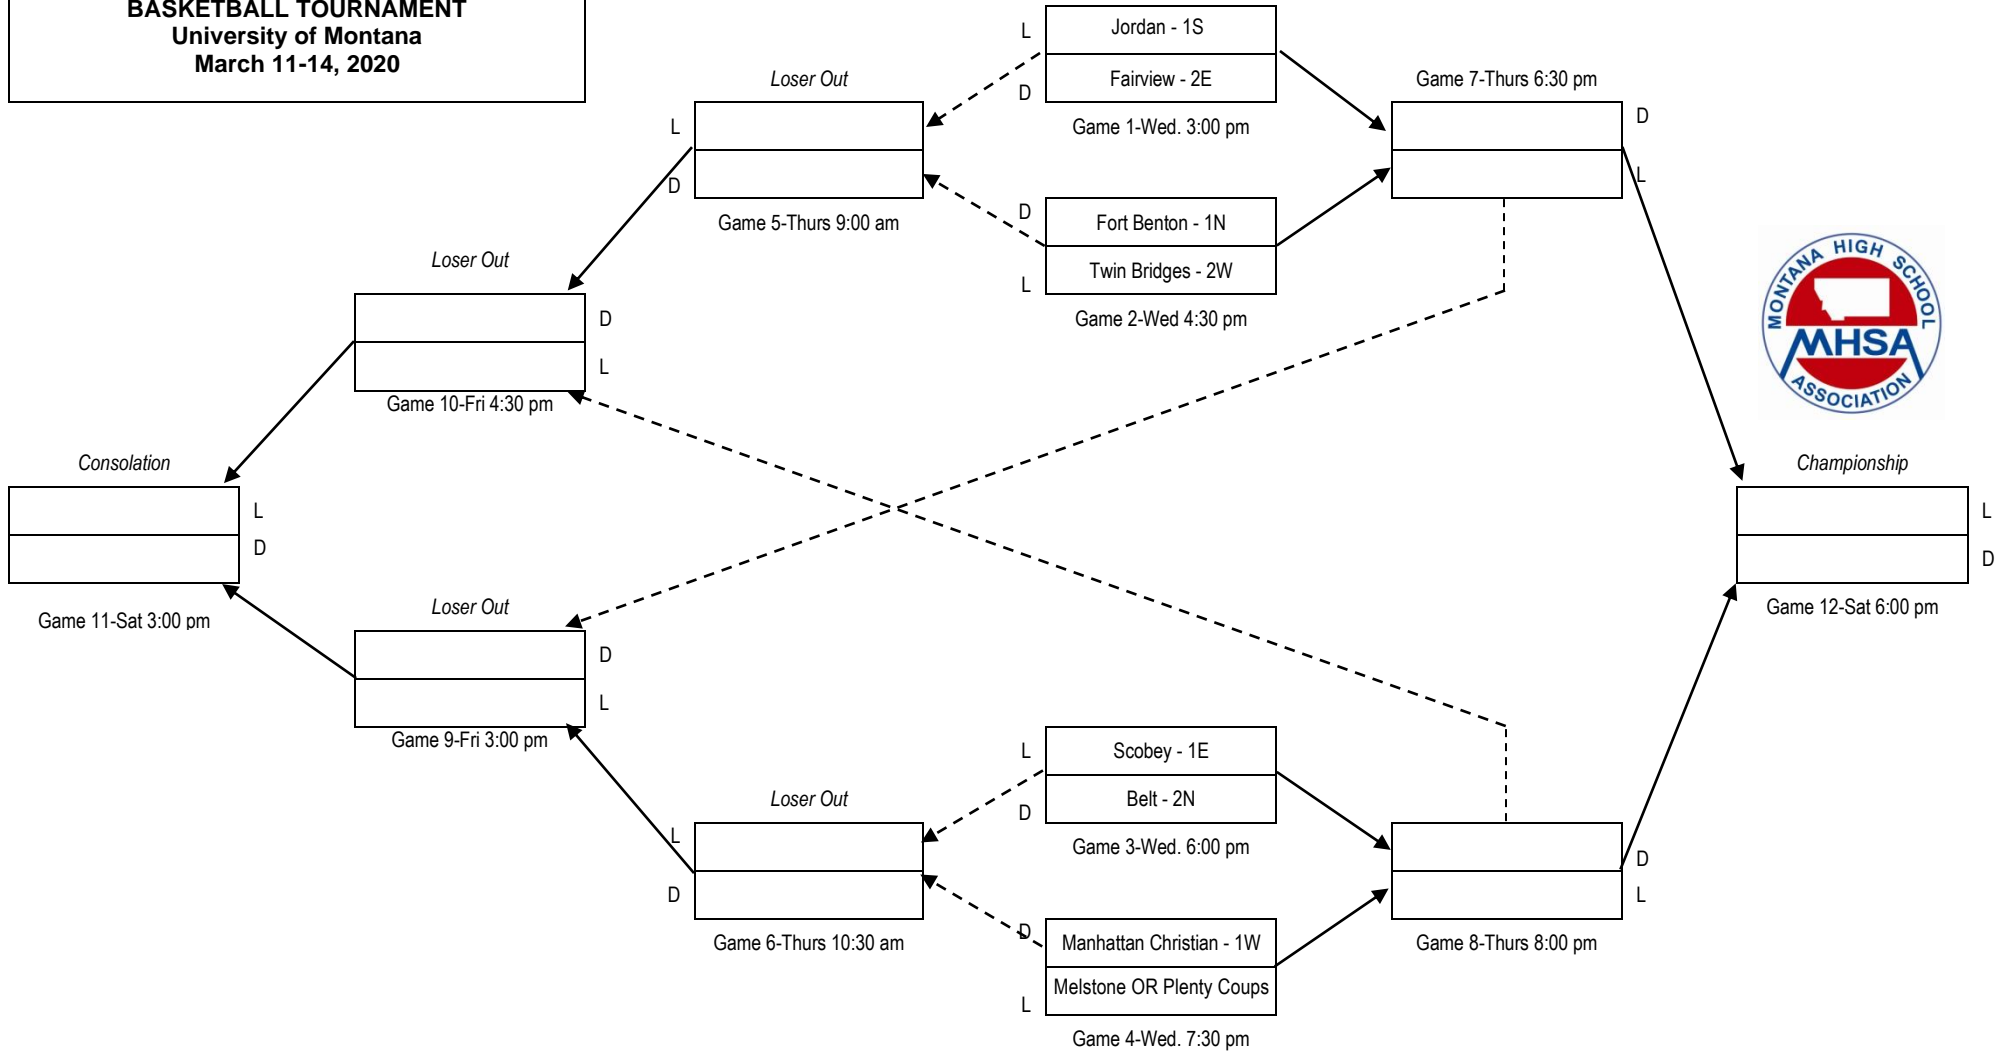 BASKETBALL TOURNAMENT
University of Montana
March 11-14, 2020
L
Jordan - 1S
D
Fairview - 2E
Game 1-Wed. 3:00 pm
Loser Out
L
D
Game 5-Thurs 9:00 am
Game 7-Thurs 6:30 pm
D
L
D
Fort Benton - 1N
L
Twin Bridges - 2W
Game 2-Wed 4:30 pm
Loser Out
D
L
Game 10-Fri 4:30 pm
MONTANA HIGH SCHOOL
MHSA
ASSOCIATION
Consolation
L
D
Game 11-Sat 3:00 pm
Championship
L
D
Game 12-Sat 6:00 pm
Loser Out
D
L
Game 9-Fri 3:00 pm
L
Scobey - 1E
D
Belt - 2N
Game 3-Wed. 6:00 pm
Loser Out
L
D
Game 6-Thurs 10:30 am
D
L
Game 8-Thurs 8:00 pm
D
Manhattan Christian - 1W
L
Melstone OR Plenty Coups
Game 4-Wed. 7:30 pm